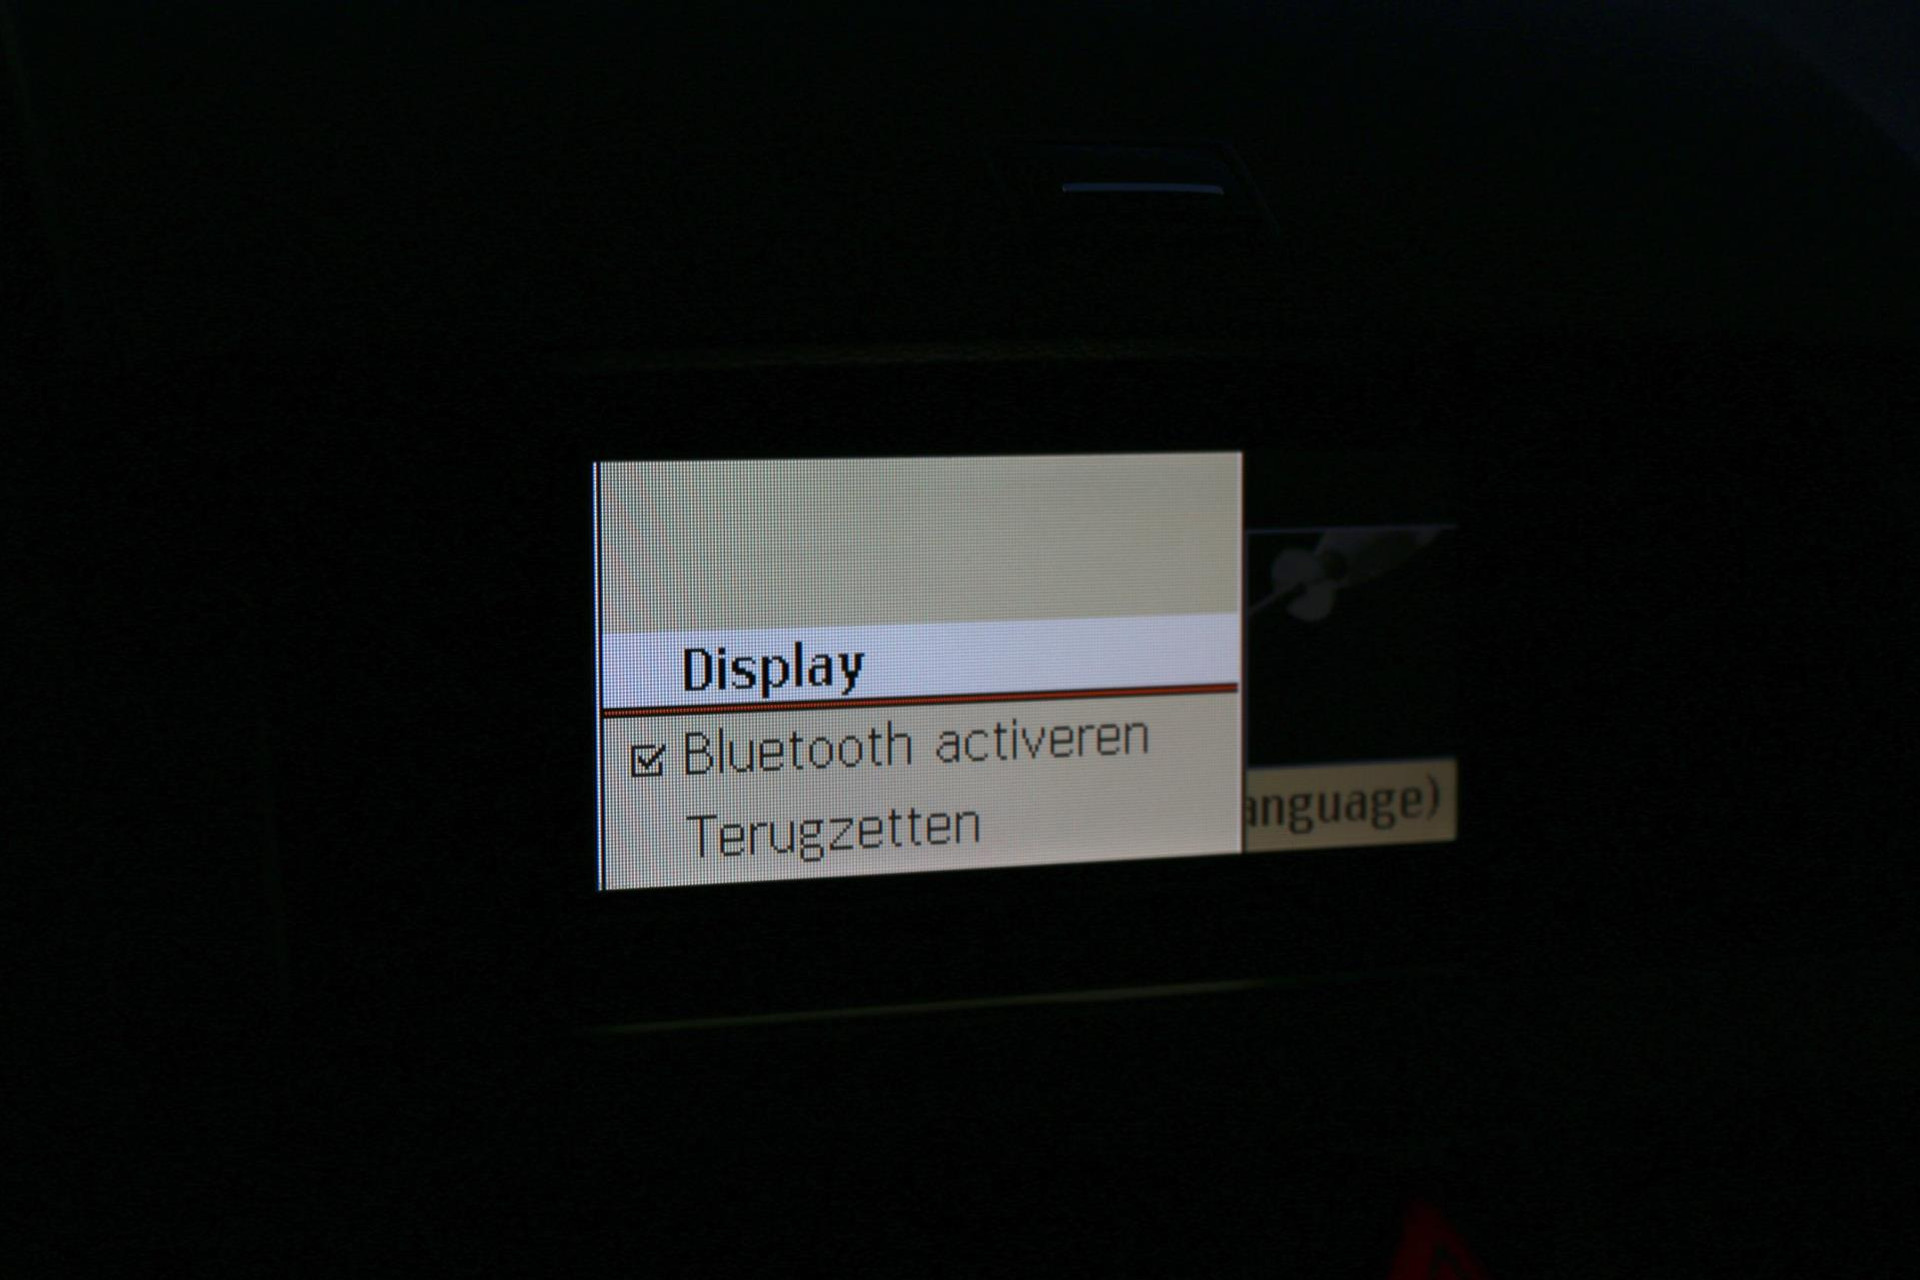 Display
Bluetooth activeren
Terugzetten
anguage)